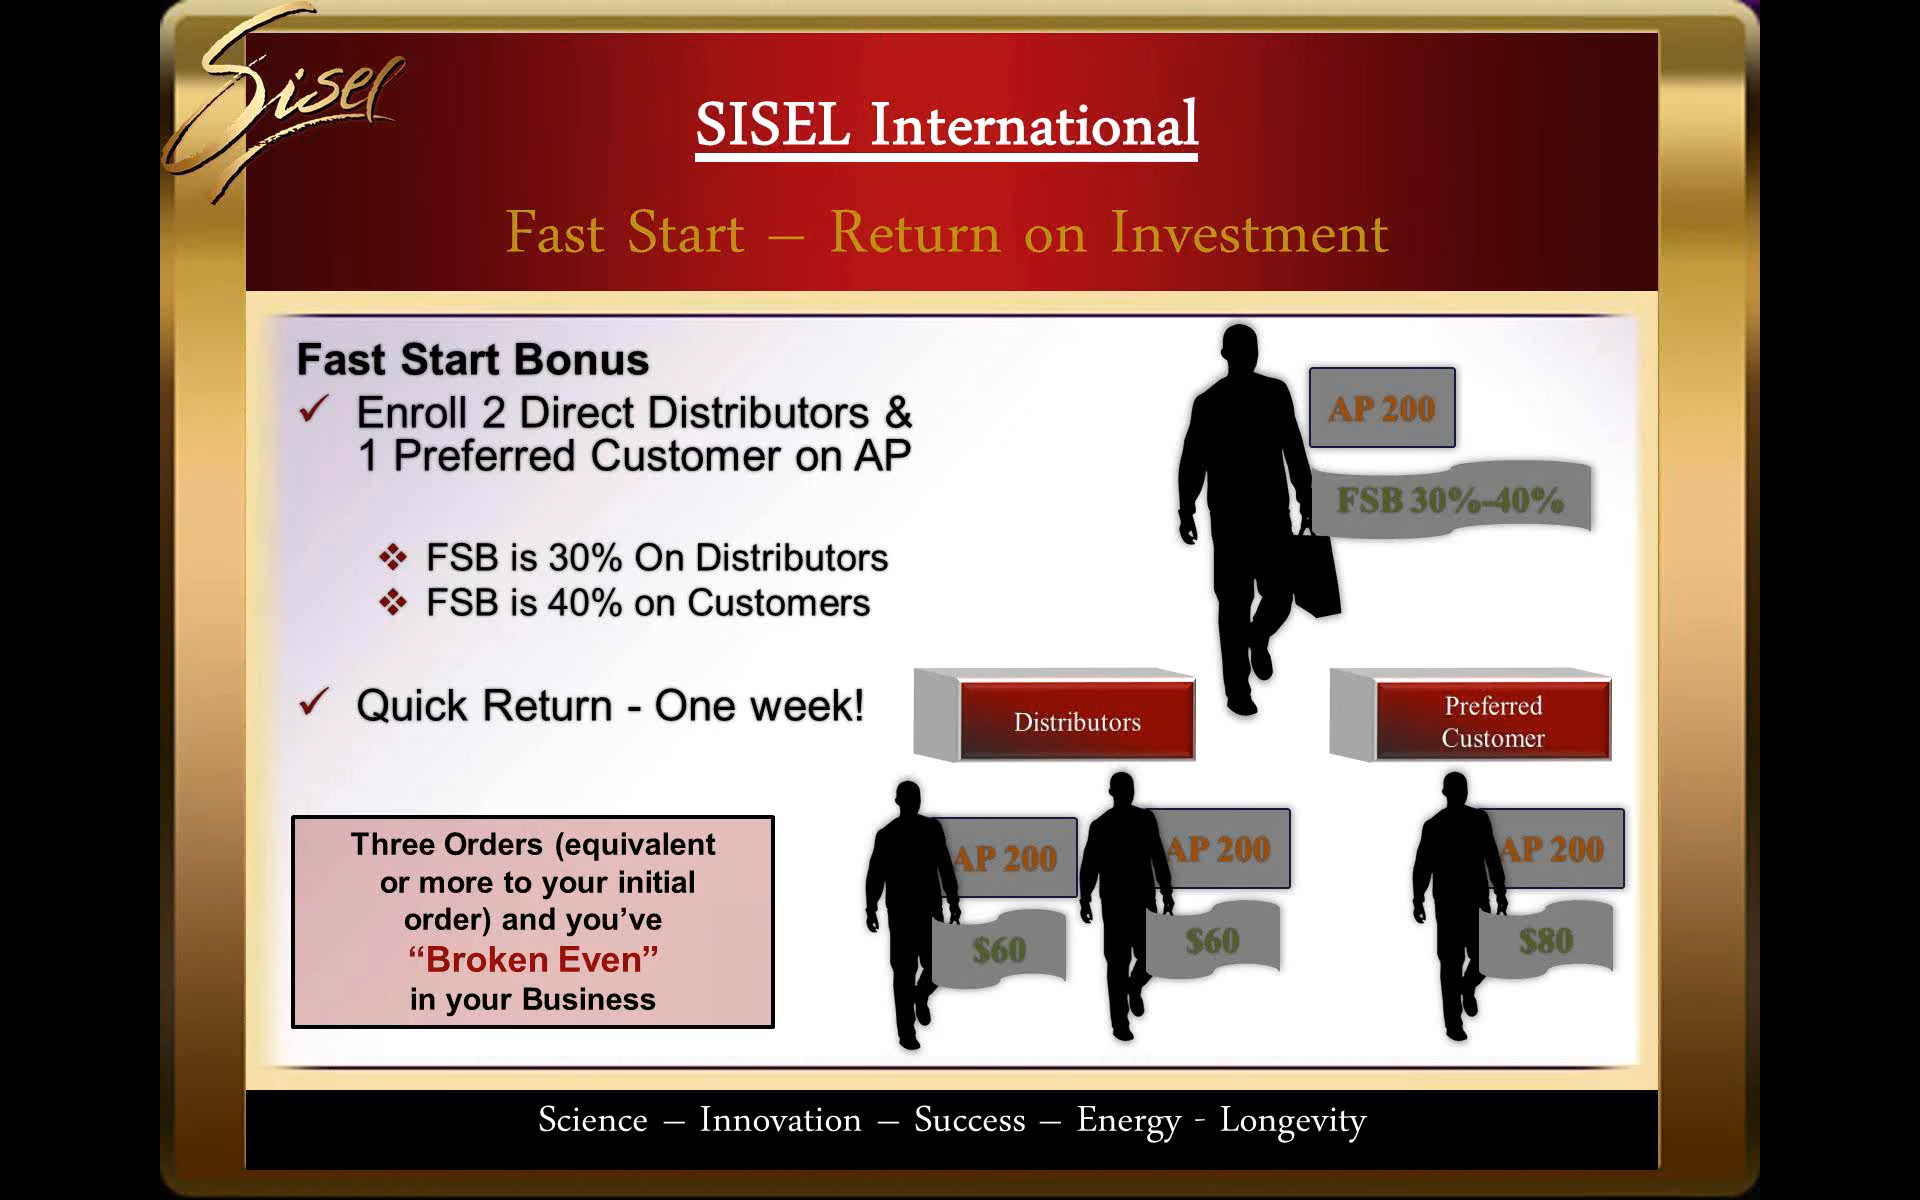 Sisel
SISEL International
Fast Start – Return on Investment
Fast Start Bonus
Enroll 2 Direct Distributors &
1 Preferred Customer on AP
FSB is 30% On Distributors
FSB is 40% on Customers
Quick Return - One week!
Three Orders (equivalent
or more to your initial
order) and you’ve
“Broken Even”
in your Business
AP 200
FSB 30%-40%
Distributors
Preferred
Customer
AP 200
$60
AP 200
$60
AP 200
$80
Science – Innovation – Success – Energy - Longevity